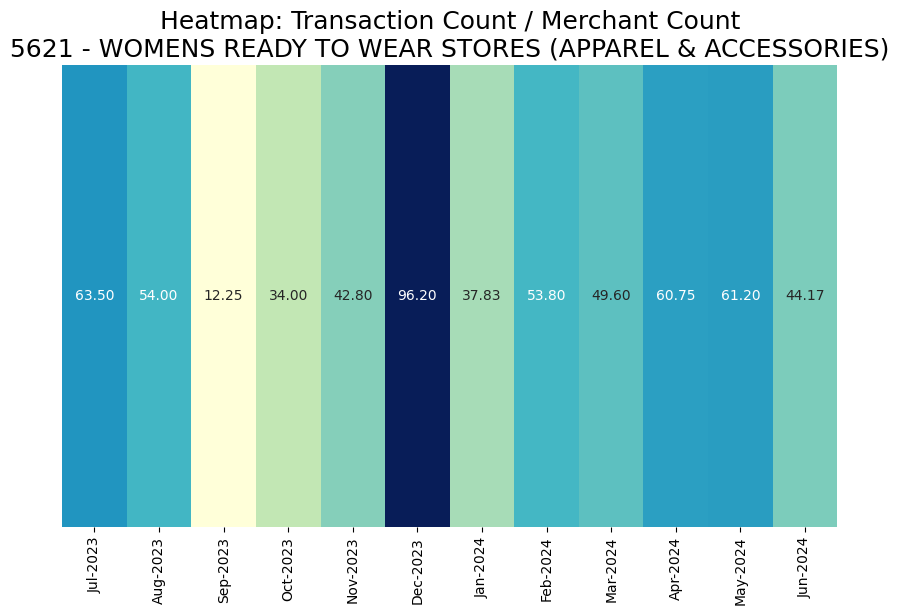 Heatmap: Transaction Count / Merchant Count
5621 - WOMENS READY TO WEAR STORES (APPAREL & ACCESSORIES)
63.50 54.00 12.25 34.00 42.80 96.20 37.83 53.80 49.60 60.75 61.20 44.17
Jul-2023 Aug-2023 Sep-2023 Oct-2023 Nov-2023 Dec-2023 Jan-2024 Feb-2024 Mar-2024 Apr-2024 May-2024 Jun-2024